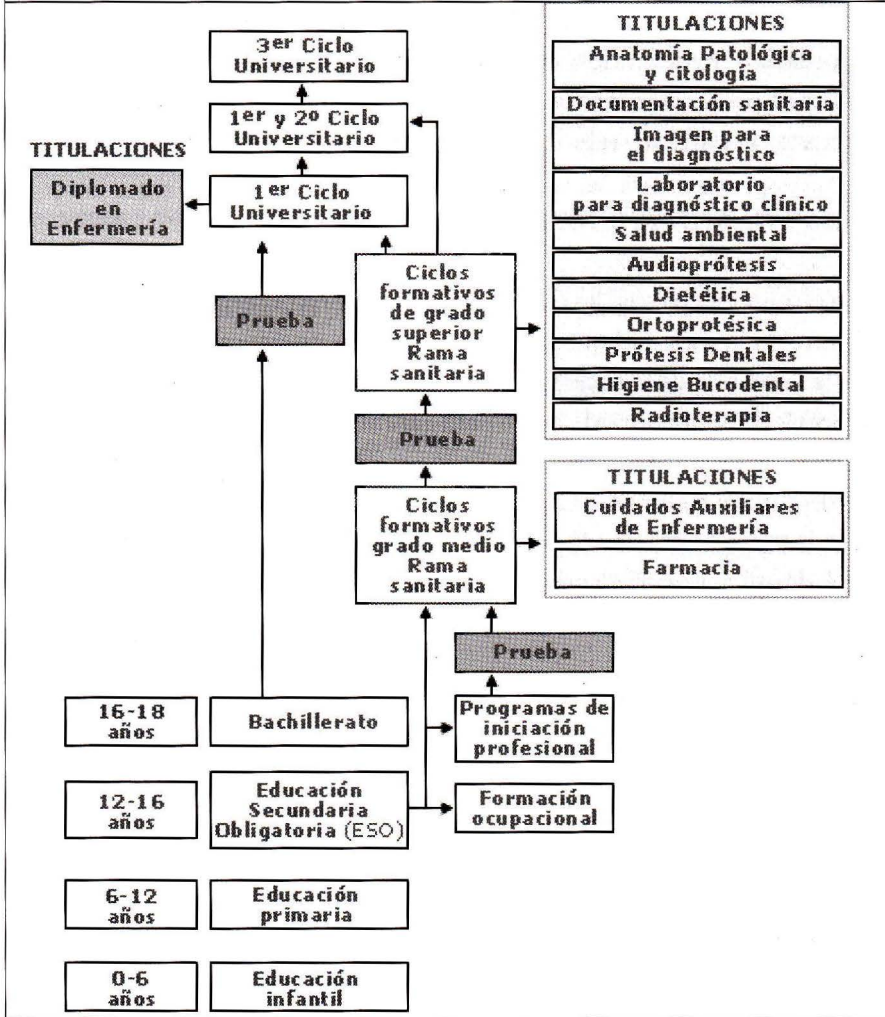 3er Ciclo
Universitario
1er y 2º Ciclo
Universitario
TITULACIONES
Diplomado
en
Enfermería
1er Ciclo
Universitario
Prueba
Ciclos
formativos
de grado
superior
Rama
sanitaria
Prueba
Ciclos
formativos
grado medio
Rama
sanitaria
Prueba
TITULACIONES
Anatomía Patológica
y citología
Documentación sanitaria
Imagen para
el diagnóstico
Laboratorio
para diagnóstico clínico
Salud ambiental
Audioprótesis
Dietética
Ortoprotésica
Prótesis Dentales
Higiene Bucodental
Radioterapia
TITULACIONES
Cuidados Auxiliares
de Enfermería
Farmacia
16-18
años
Bachillerato
Programas de
iniciación
profesional
12-16
años
Educación
Secundaria
Obligatoria (ESO)
Formación
ocupacional
6-12
años
Educación
primaria
0-6
años
Educación
infantil